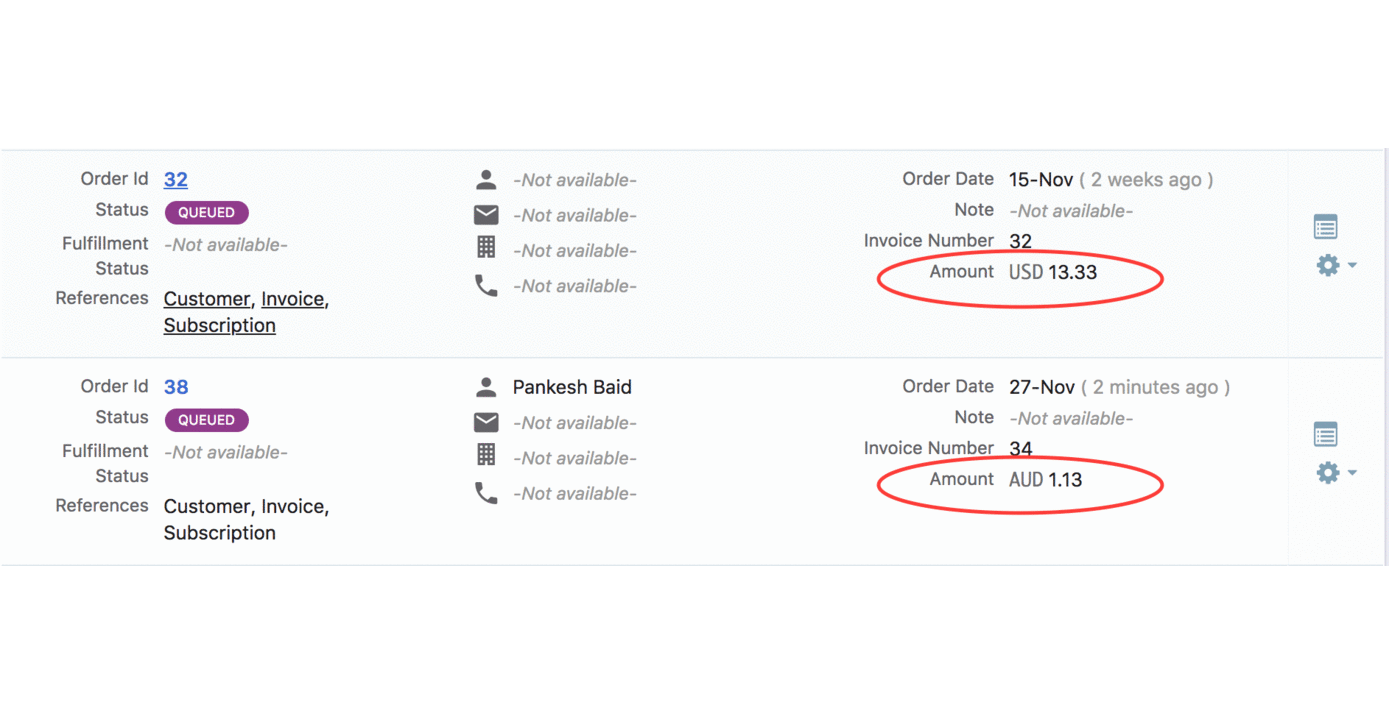 Order Id 32
Status QUEUED
Fulfillment Status -Not available-
References Customer, Invoice,
Subscription
-Not available-
-Not available-
-Not available-
-Not available-
Order Date 15-Nov ( 2 weeks ago )
Note -Not available-
Invoice Number 32
Amount USD 13.33
Order Id 38
Status QUEUED
Fulfillment Status -Not available-
References Customer, Invoice,
Subscription
Pankesh Baid
-Not available-
-Not available-
-Not available-
Order Date 27-Nov ( 2 minutes ago )
Note -Not available-
Invoice Number 34
Amount AUD 1.13